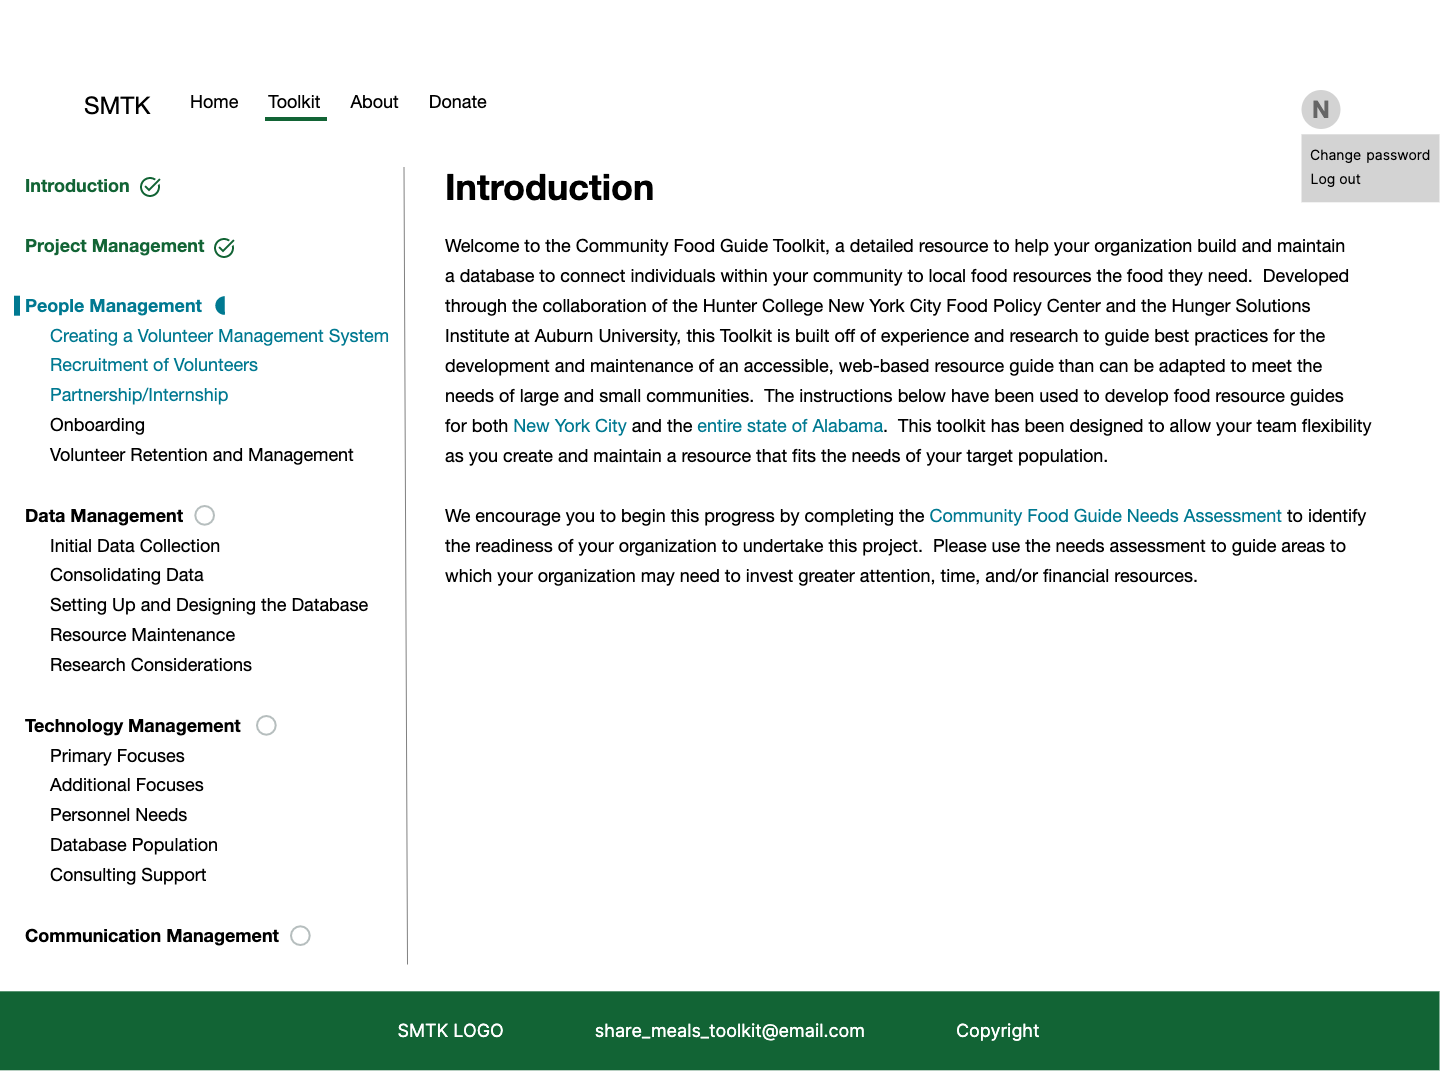 SMTK
Home
Toolkit
About
Donate
N
Change password
Log out
Introduction
Project Management
People Management
Creating a Volunteer Management System
Recruitment of Volunteers
Partnership/Internship
Onboarding
Volunteer Retention and Management
Data Management
Initial Data Collection
Consolidating Data
Setting Up and Designing the Database
Resource Maintenance
Research Considerations
Technology Management
Primary Focuses
Additional Focuses
Personnel Needs
Database Population
Consulting Support
Communication Management
Introduction
Welcome to the Community Food Guide Toolkit, a detailed resource to help your organization build and maintain
a database to connect individuals within your community to local food resources the food they need.  Developed
through the collaboration of the Hunter College New York City Food Policy Center and the Hunger Solutions
Institute at Auburn University, this Toolkit is built off of experience and research to guide best practices for the
development and maintenance of an accessible, web-based resource guide than can be adapted to meet the
needs of large and small communities.  The instructions below have been used to develop food resource guides
for both New York City and the entire state of Alabama.  This toolkit has been designed to allow your team flexibility
as you create and maintain a resource that fits the needs of your target population.
We encourage you to begin this progress by completing the Community Food Guide Needs Assessment to identify
the readiness of your organization to undertake this project.  Please use the needs assessment to guide areas to
which your organization may need to invest greater attention, time, and/or financial resources.
SMTK LOGO
share_meals_toolkit@email.com
Copyright